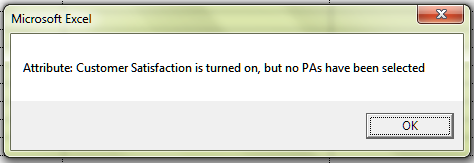 Microsoft Excel
Attribute: Customer Satisfaction is turned on, but no PAs have been selected
OK